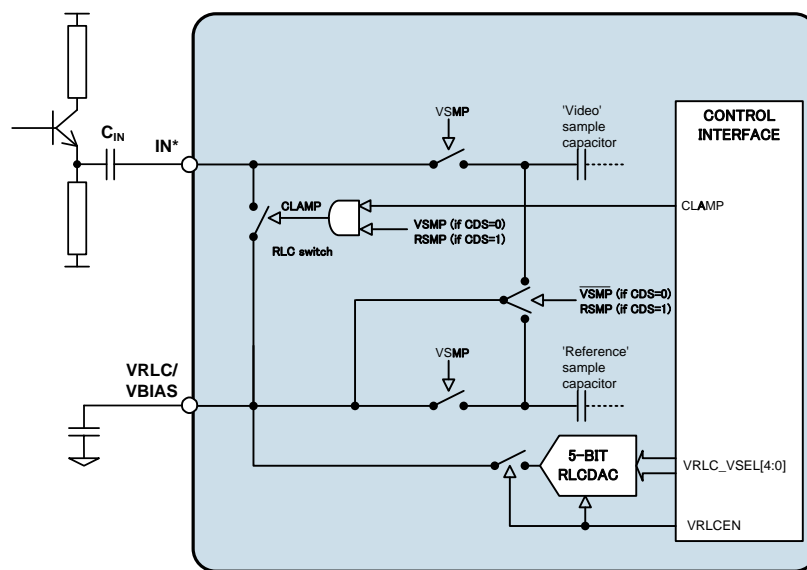 VSMP
'Video'
sample
capacitor
CONTROL
INTERFACE
CIN
IN*
CLAMP
CLAMP
VSMP (if CDS=0)
RSMP (if CDS=1)
RLC switch
VSMP (if CDS=0)
RSMP (if CDS=1)
VRLC/
VBIAS
VSMP
'Reference'
sample
capacitor
5-BIT
RLCDAC
VRLC_VSEL[4:0]
VRLCEN